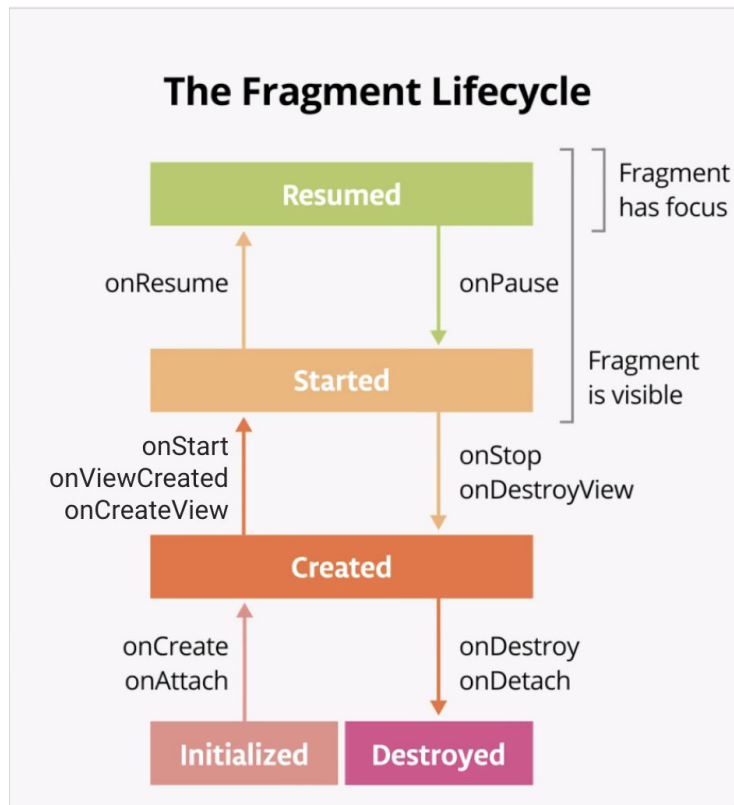 The Fragment Lifecycle
Resumed
Fragment
has focus
onResume
onPause
Started
Fragment
is visible
onStart
onViewCreated
onCreateView
onStop
onDestroyView
Created
onCreate
onAttach
onDestroy
onDetach
Initialized
Destroyed